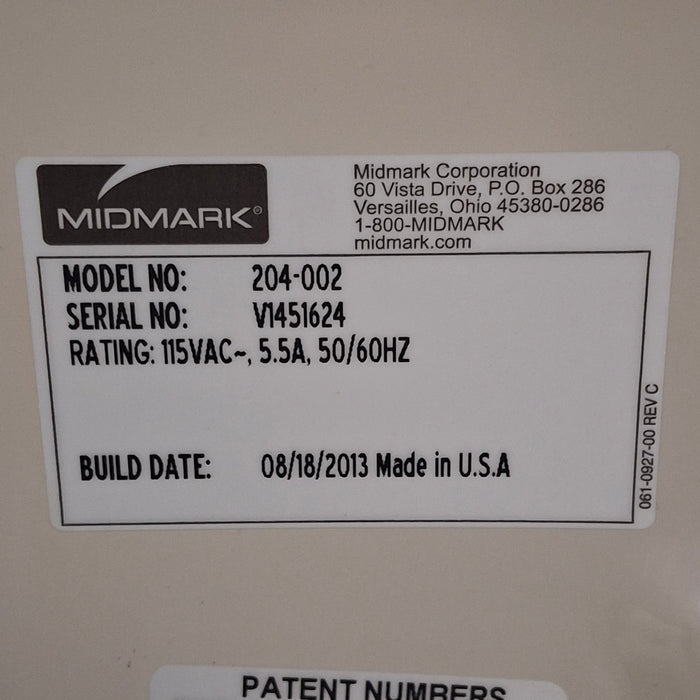 MIDMARK®
Midmark Corporation
60 Vista Drive, P.O. Box 286
Versailles, Ohio 45380-0286
1-800-MIDMARK
midmark.com
MODEL NO: 204-002
SERIAL NO: V1451624
RATING: 115VAC~, 5.5A, 50/60HZ
BUILD DATE: 08/18/2013 Made in U.S.A
061-0927-00 REV C
PATENT NUMBERS